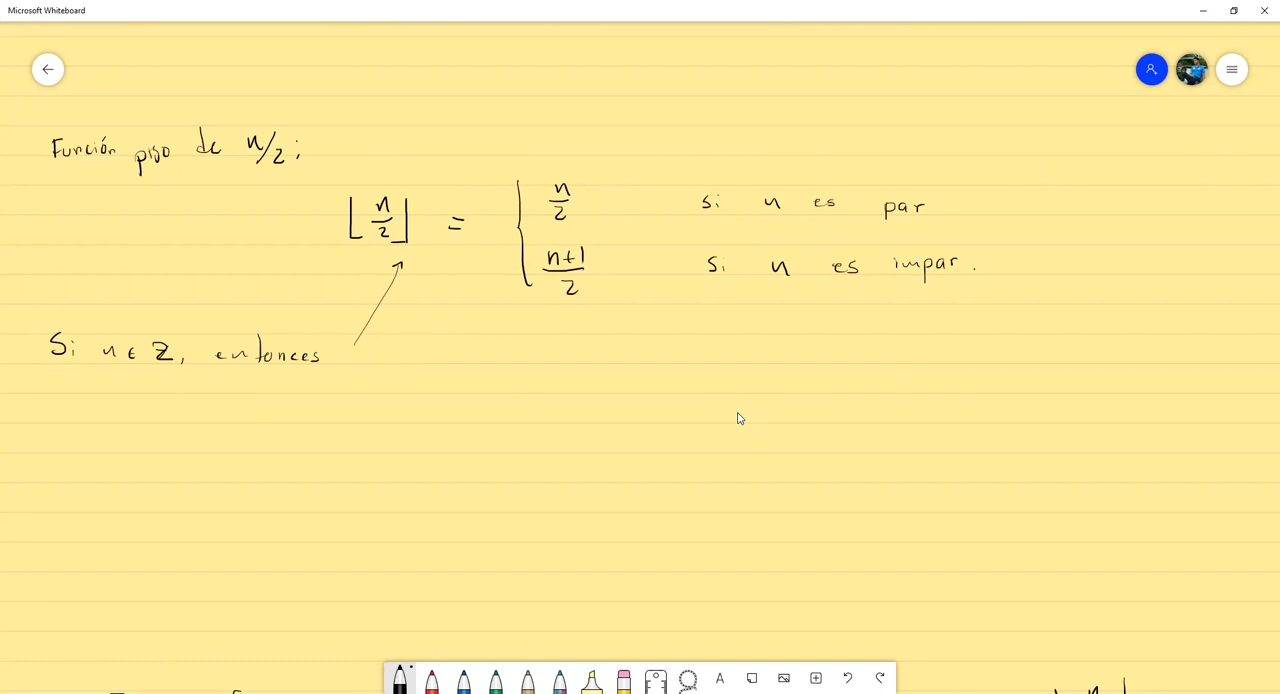 Microsoft Whiteboard
Función piso de n/2:
⌊n/2⌋ = { n/2 si n es par
(n+1)/2 si n es impar.
Si n ∈ ℤ, entonces